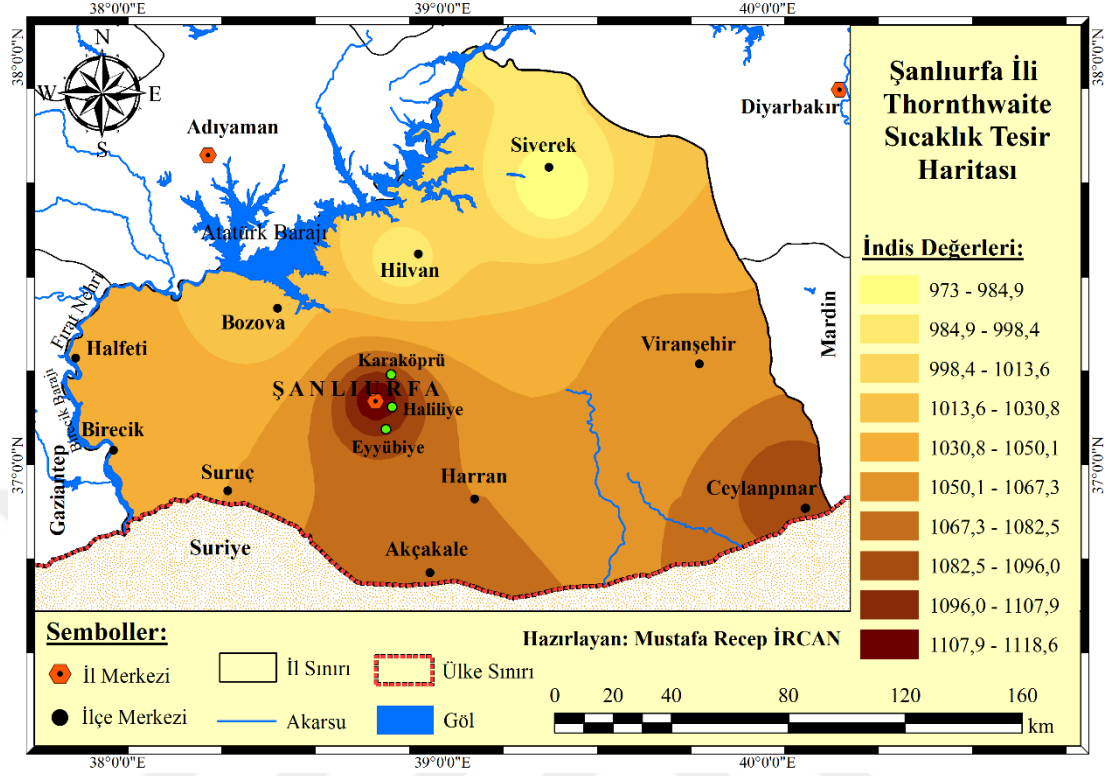 38°0'0"E 39°0'0"E 40°0'0"E
38°0'0"N
38°0'0"N
N
W E
S
Adıyaman
Diyarbakır
Siverek
Atatürk Barajı
Hilvan
Bozova
Fırat Nehri
Halfeti
Viranşehir
Mardin
Karaköprü
ŞANLIURFA
Haliliye
Eyyübiye
Birecik Barajı
Birecik
Gaziantep
Suruç
Harran
Ceylanpınar
Akçakale
Suriye
37°0'0"N
37°0'0"N
Şanlıurfa İli
Thornthwaite
Sıcaklık Tesir
Haritası
İndis Değerleri:
973 - 984,9
984,9 - 998,4
998,4 - 1013,6
1013,6 - 1030,8
1030,8 - 1050,1
1050,1 - 1067,3
1067,3 - 1082,5
1082,5 - 1096,0
1096,0 - 1107,9
1107,9 - 1118,6
Semboller:
İl Merkezi
İl Sınırı
Ülke Sınırı
İlçe Merkezi
Akarsu
Göl
Hazırlayan: Mustafa Recep İRCAN
0 20 40 80 120 160
km
38°0'0"E 39°0'0"E 40°0'0"E